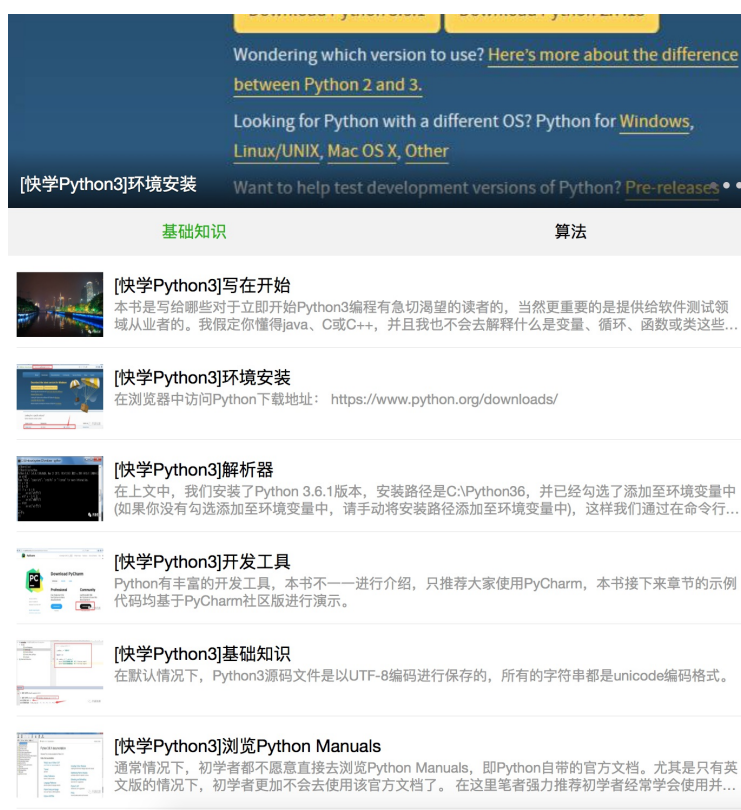 Wondering which version to use? Here's more about the difference
between Python 2 and 3.
Looking for Python with a different OS? Python for Windows,
Linux/UNIX, Mac OS X, Other
Want to help test development versions of Python? Pre-releases
[快学Python3]环境安装
基础知识
算法
[快学Python3]写在开始
本书是写给哪些对于立即开始Python3编程有急切渴望的读者的，当然更重要的是提供给软件测试领
域从业者的。我假定你懂得java、C或C++，并且我也不会去解释什么是变量、循环、函数或类这些...
[快学Python3]环境安装
在浏览器中访问Python下载地址： https://www.python.org/downloads/
[快学Python3]解析器
在上文中，我们安装了Python 3.6.1版本，安装路径是C:\Python36，并已经勾选了添加至环境变量中
(如果你没有勾选添加至环境变量中，请手动将安装路径添加至环境变量中)，这样我们通过在命令行...
[快学Python3]开发工具
Python有丰富的开发工具，本书不一一进行介绍，只推荐大家使用PyCharm，本书接下来章节的示例
代码均基于PyCharm社区版进行演示。
[快学Python3]基础知识
在默认情况下，Python3源码文件是以UTF-8编码进行保存的，所有的字符串都是unicode编码格式。
[快学Python3]浏览Python Manuals
通常情况下，初学者都不愿意直接去浏览Python Manuals，即Python自带的官方文档。尤其是只有英
文版的情况下，初学者更加不会去使用该官方文档了。 在这里笔者强力推荐初学者经常学会使用并...